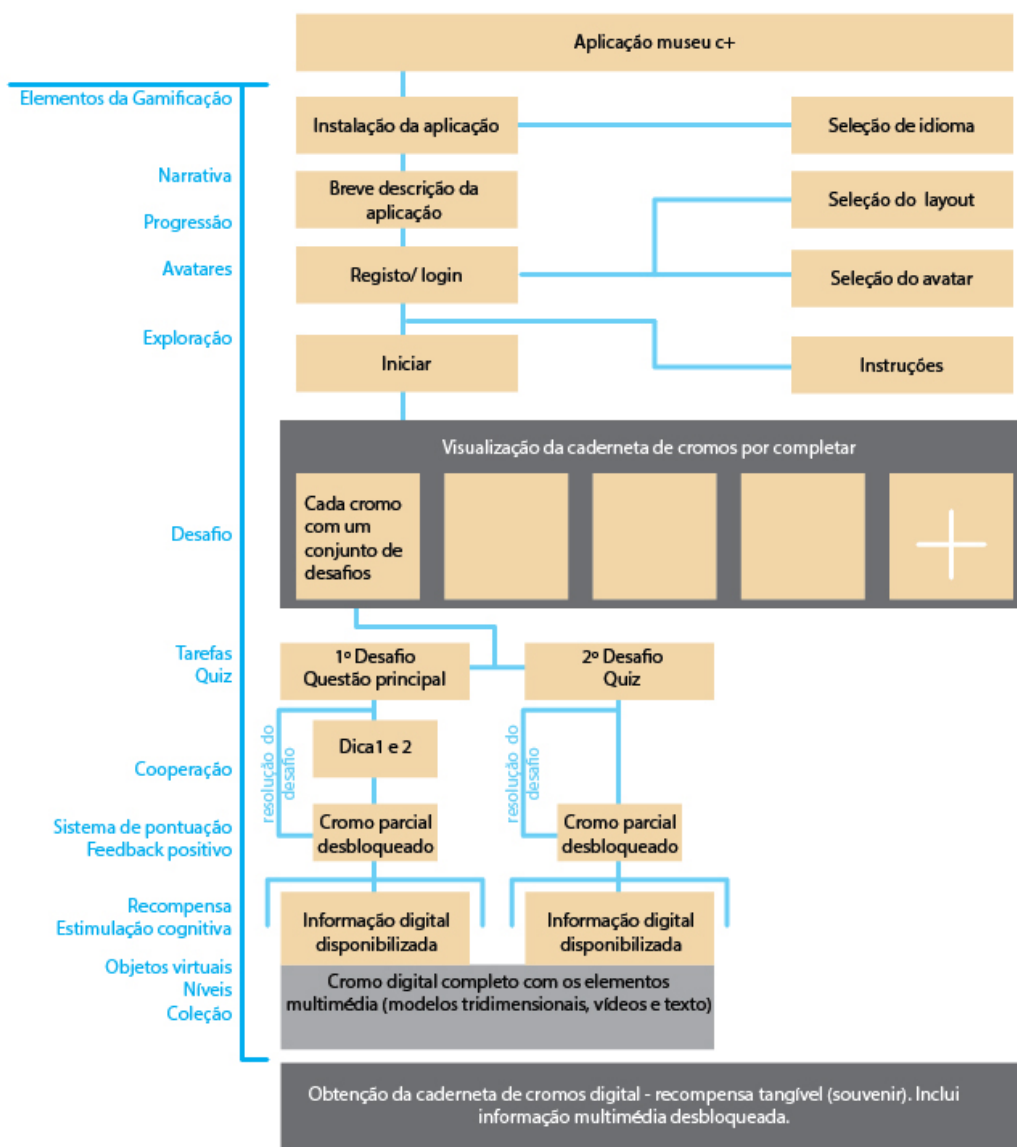 Aplicação museu c+
Elementos da Gamificação
Instalação da aplicação
Seleção de idioma
Narrativa
Breve descrição da
aplicação
Seleção do layout
Progressão
Avatares
Registo/ login
Seleção do avatar
Exploração
Iniciar
Instruções
Visualização da caderneta de cromos por completar
Cada cromo
com um
conjunto de
desafios
Desafio
Tarefas
Quiz
1º Desafio
Questão principal
2º Desafio
Quiz
resolução do
desafio
Dica1 e 2
resolução do
desafio
Cooperação
Sistema de pontuação
Feedback positivo
Cromo parcial
desbloqueado
Cromo parcial
desbloqueado
Recompensa
Estimulação cognitiva
Informação digital
disponibilizada
Informação digital
disponibilizada
Objetos virtuais
Níveis
Coleção
Cromo digital completo com os elementos
multimédia (modelos tridimensionais, vídeos e texto)
Obtenção da caderneta de cromos digital - recompensa tangível (souvenir). Inclui
informação multimédia desbloqueada.